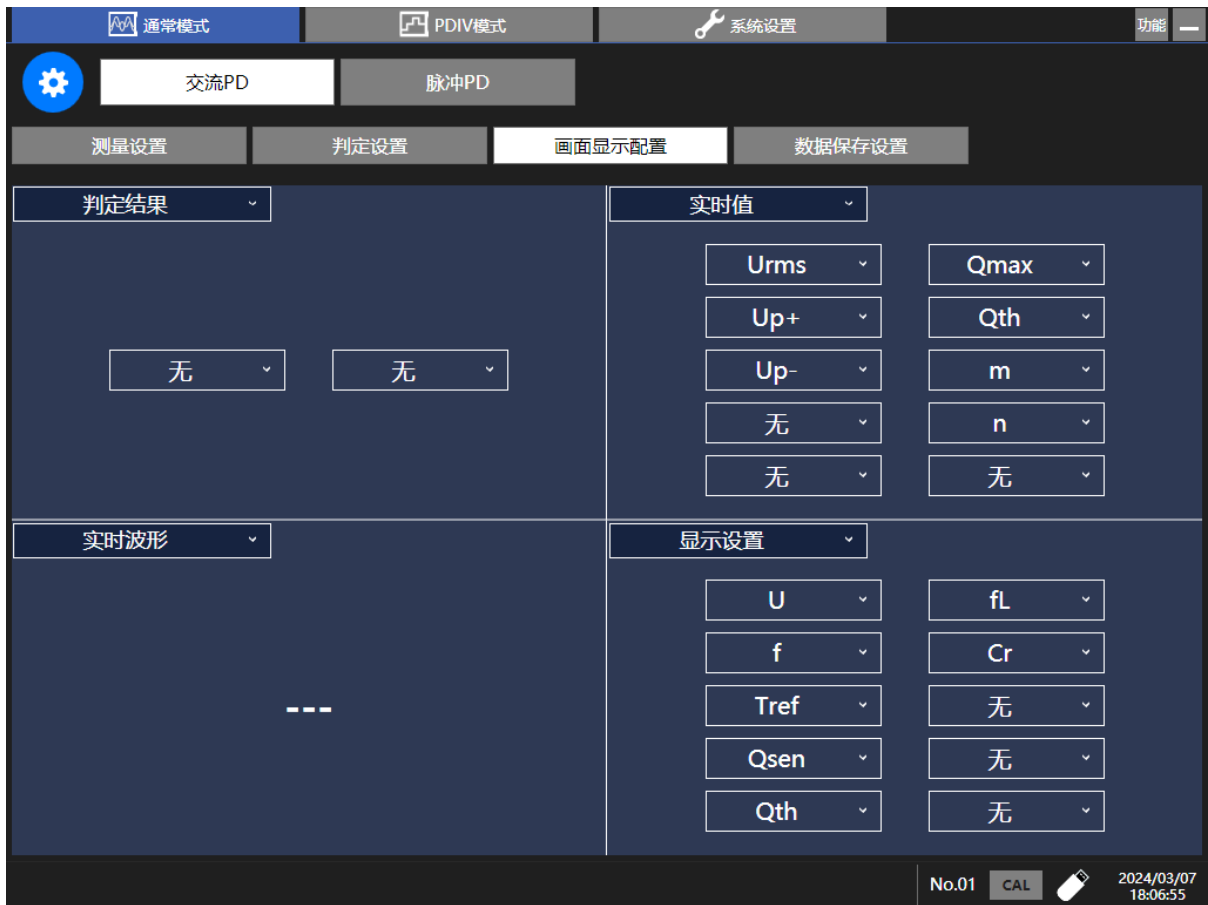 通常模式 PDIV模式 系统设置 功能
交流PD 脉冲PD
测量设置 判定设置 画面显示配置 数据保存设置
判定结果 实时值
Urms Qmax
Up+ Qth
无 无 Up- m
无 n
无 无
实时波形 显示设置
U fL
f Cr
--- Tref 无
Qsen 无
Qth 无
No.01 CAL 2024/03/07
18:06:55